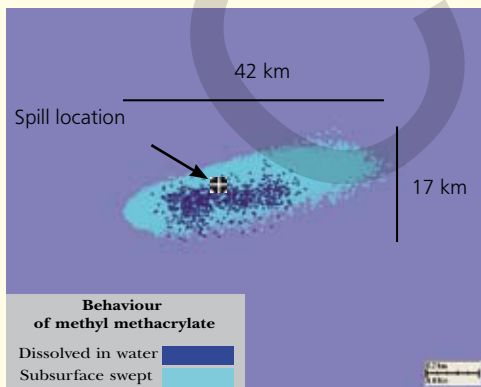 42 km
Spill location
17 km
Behaviour
of methyl methacrylate
Dissolved in water
Subsurface swept